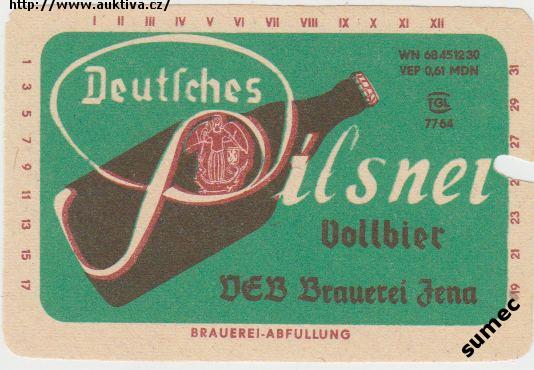 http://www.auktiva.cz/
I II III IV V VI VII VIII IX X XI XII
Deutsches
Pilsner
Vollbier
VEB Brauerei Jena
WN 68451230
VEP 0,61 MDN
TGL
7764
1
3
5
7
9
11
13
15
17
31
29
27
25
23
21
19
BRAUEREI-ABFULLUNG
sumec